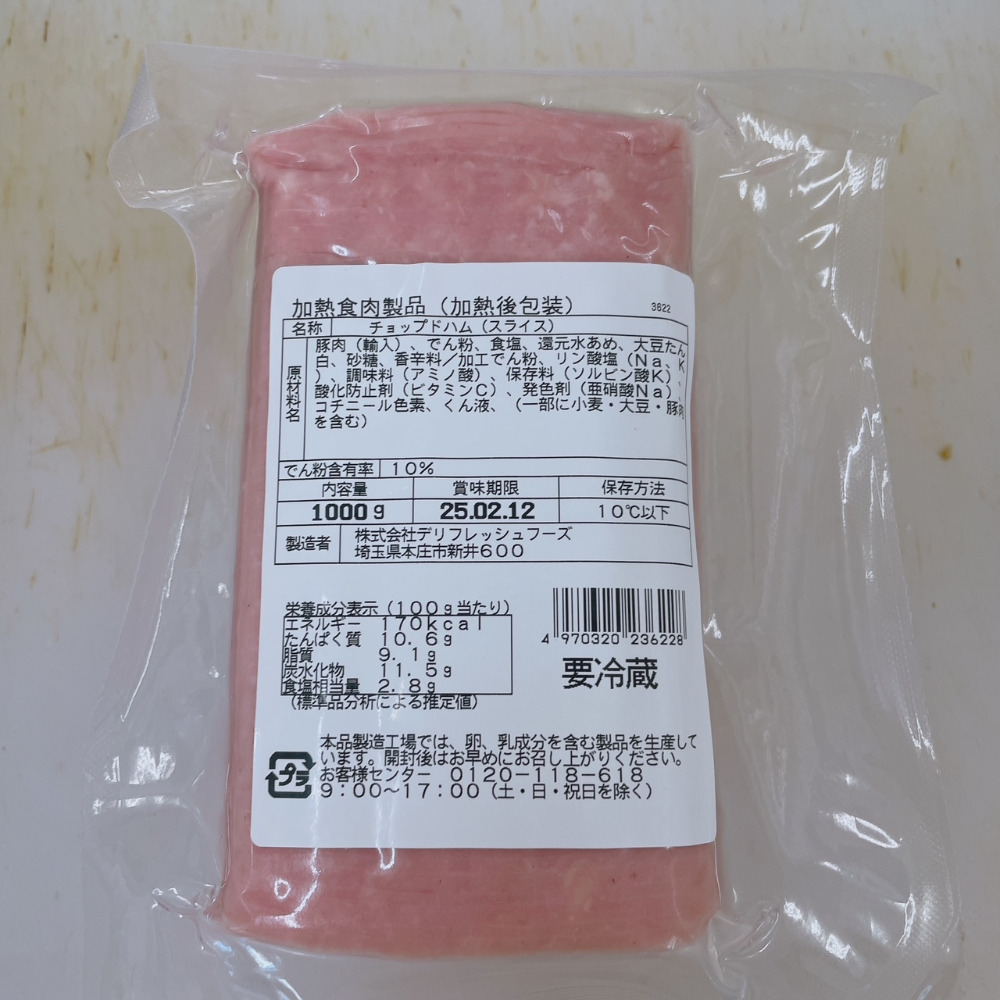 加熱食肉製品（加熱後包装）
3622
名称 チョップドハム（スライス）
原材料名
豚肉（輸入）、でん粉、食塩、還元水あめ、大豆たん
白、砂糖、香辛料／加工でん粉、リン酸塩（Ｎａ、Ｋ
）、調味料（アミノ酸）、保存料（ソルビン酸Ｋ）、
酸化防止剤（ビタミンＣ）、発色剤（亜硝酸Ｎａ）、
コチニール色素、くん液、（一部に小麦・大豆・豚肉
を含む）
でん粉含有率 １０％
内容量 賞味期限 保存方法
1000ｇ 25.02.12 １０℃以下
製造者
株式会社デリフレッシュフーズ
埼玉県本庄市新井６００
栄養成分表示（１００ｇ当たり）
エネルギー １７０ｋｃａｌ
たんぱく質 １０．６ｇ
脂質 ９．１ｇ
炭水化物 １１．５ｇ
食塩相当量 ２．８ｇ
（標準品分析による推定値）
4 970320 236228
要冷蔵
プラ
本品製造工場では、卵、乳成分を含む製品を生産して
います。開封後はお早めにお召し上がりください。
お客様センター ０１２０－１１８－６１８
９：００～１７：００（土・日・祝日を除く）